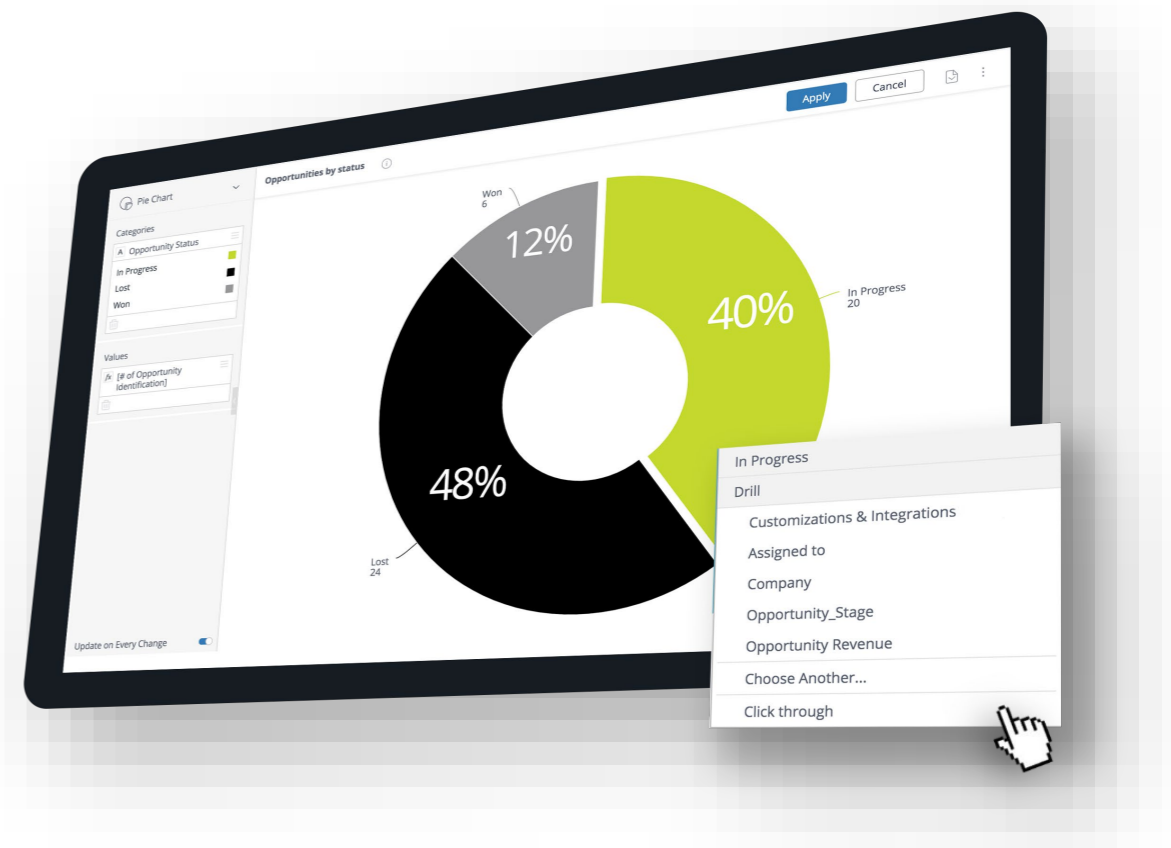 Apply
Cancel
Pie Chart
Opportunities by status
Categories
A Opportunity Status
In Progress
Lost
Won
Values
fx [# of Opportunity
Identification]
Update on Every Change
Won
6
12%
40%
In Progress
20
48%
Lost
24
In Progress
Drill
Customizations & Integrations
Assigned to
Company
Opportunity_Stage
Opportunity Revenue
Choose Another...
Click through